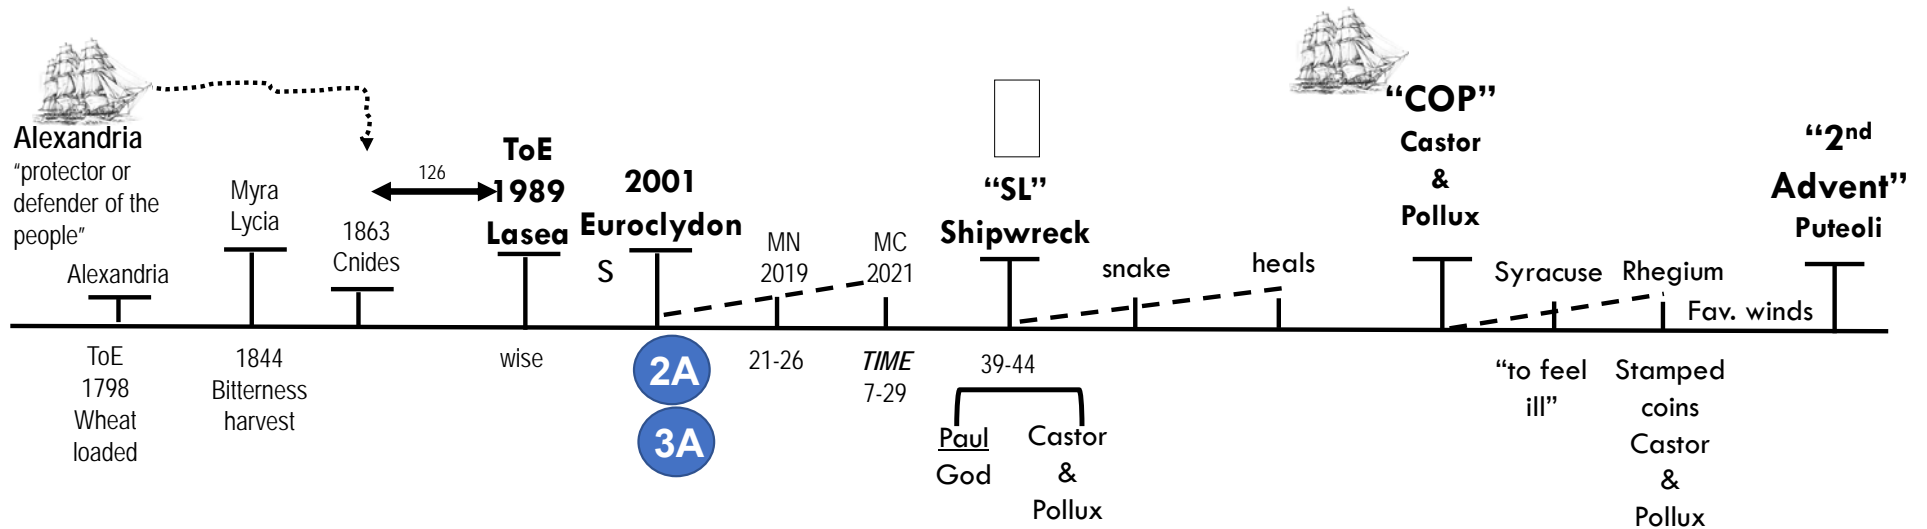 Alexandria
"protector or
defender of the
people"
Alexandria
ToE
1798
Wheat
loaded
Myra
Lycia
1844
Bitterness
harvest
1863
Cnides
126
ToE
1989
Lasea
wise
2001
Euroclydon
S
2A
3A
MN
2019
21-26
MC
2021
TIME
7-29
“SL”
Shipwreck
39-44
Paul
God
Castor
&
Pollux
snake
heals
“COP”
Castor
&
Pollux
Syracuse
“to feel
ill”
Rhegium
Stamped
coins
Castor
&
Pollux
Fav. winds
“2nd
Advent”
Puteoli